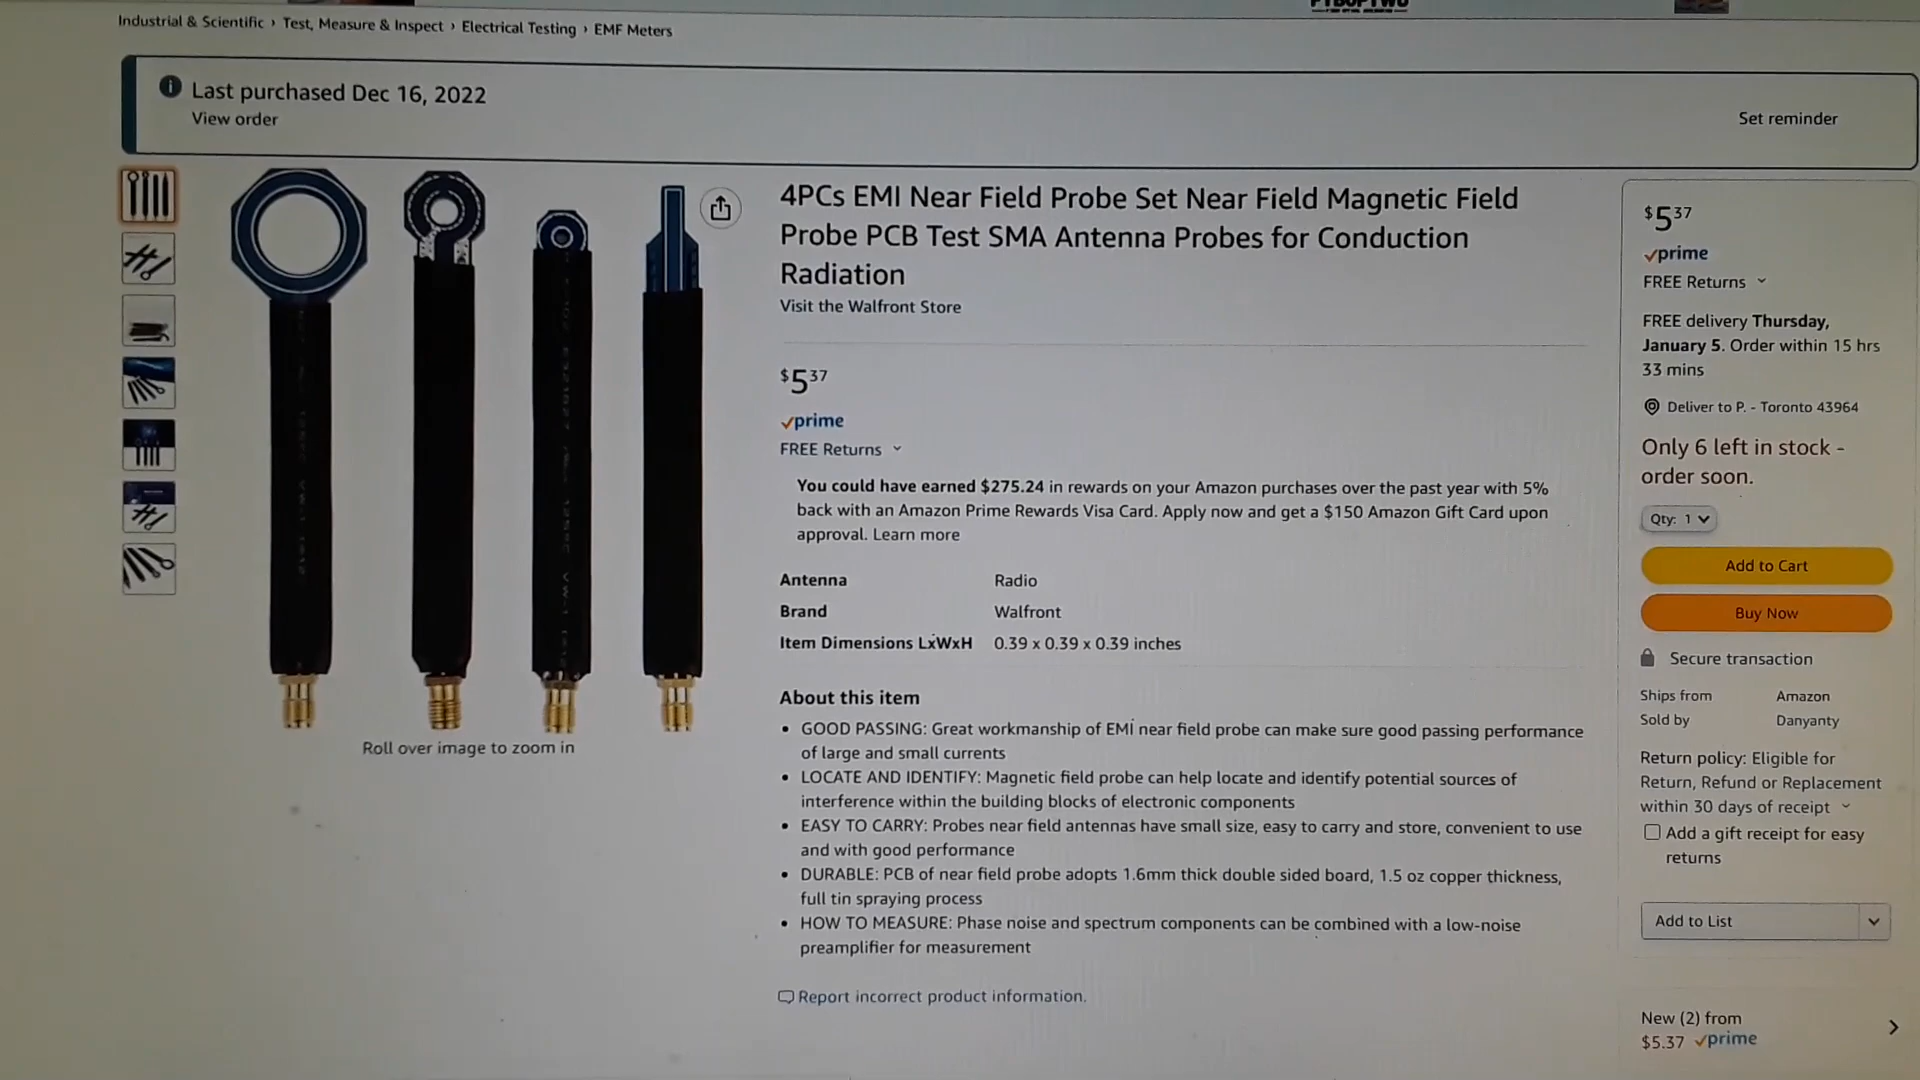 Industrial & Scientific › Test, Measure & Inspect › Electrical Testing › EMF Meters
Last purchased Dec 16, 2022
View order
Set reminder
4PCs EMI Near Field Probe Set Near Field Magnetic Field
Probe PCB Test SMA Antenna Probes for Conduction
Radiation
Visit the Walfront Store
$5 37
prime
FREE Returns
You could have earned $275.24 in rewards on your Amazon purchases over the past year with 5%
back with an Amazon Prime Rewards Visa Card. Apply now and get a $150 Amazon Gift Card upon
approval. Learn more
Antenna Radio
Brand Walfront
Item Dimensions LxWxH 0.39 x 0.39 x 0.39 inches
About this item
• GOOD PASSING: Great workmanship of EMI near field probe can make sure good passing performance
of large and small currents
• LOCATE AND IDENTIFY: Magnetic field probe can help locate and identify potential sources of
interference within the building blocks of electronic components
• EASY TO CARRY: Probes near field antennas have small size, easy to carry and store, convenient to use
and with good performance
• DURABLE: PCB of near field probe adopts 1.6mm thick double sided board, 1.5 oz copper thickness,
full tin spraying process
• HOW TO MEASURE: Phase noise and spectrum components can be combined with a low-noise
preamplifier for measurement
Report incorrect product information.
Roll over image to zoom in
$5 37
prime
FREE Returns
FREE delivery Thursday,
January 5. Order within 15 hrs
33 mins
Deliver to P. - Toronto 43964
Only 6 left in stock -
order soon.
Qty: 1
Add to Cart
Buy Now
Secure transaction
Ships from Amazon
Sold by Danyanty
Return policy: Eligible for
Return, Refund or Replacement
within 30 days of receipt
Add a gift receipt for easy
returns
Add to List
New (2) from
$5.37 prime